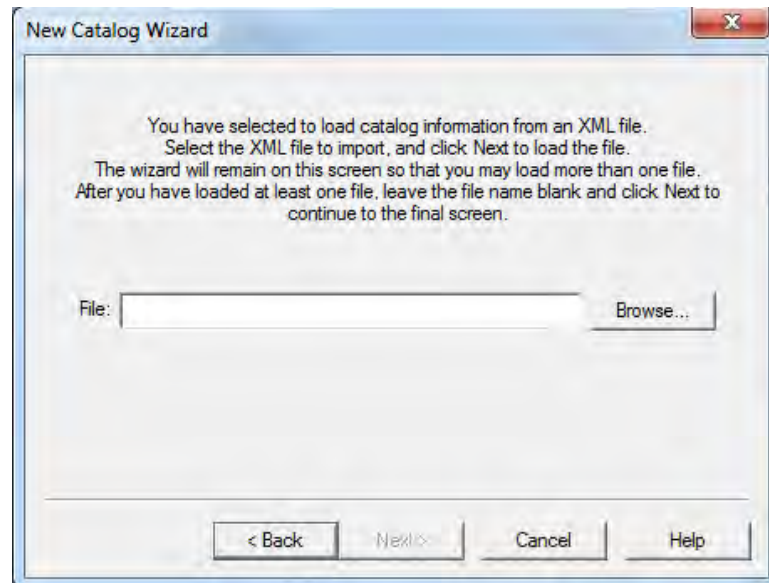 New Catalog Wizard
You have selected to load catalog information from an XML file.
Select the XML file to import, and click Next to load the file.
The wizard will remain on this screen so that you may load more than one file.
After you have loaded at least one file, leave the file name blank and click Next to
continue to the final screen.
File: Browse...
< Back Next > Cancel Help